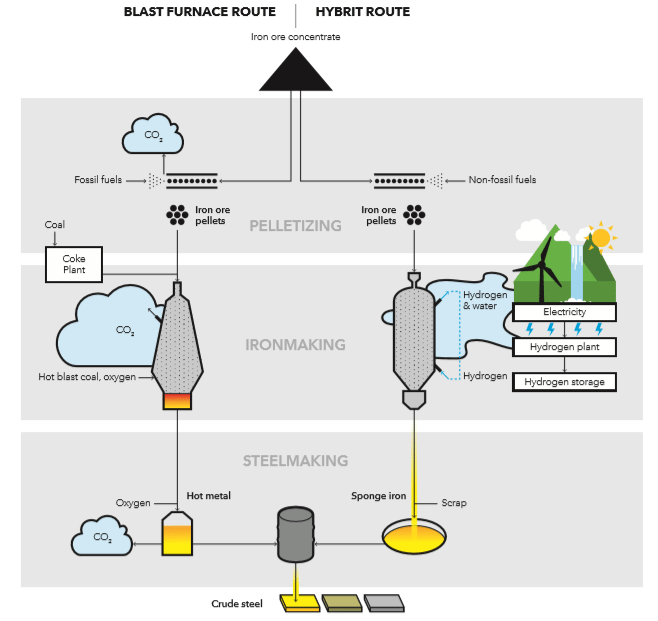 BLAST FURNACE ROUTE
HYBRIT ROUTE
Iron ore concentrate
CO2
Fossil fuels
Non-fossil fuels
Iron ore
pellets
Iron ore
pellets
PELLETIZING
Coal
Coke
Plant
CO2
Hot blast coal, oxygen
IRONMAKING
Hydrogen
& water
Hydrogen
Electricity
Hydrogen plant
Hydrogen storage
STEELMAKING
Oxygen
Hot metal
Sponge iron
Scrap
CO2
Crude steel